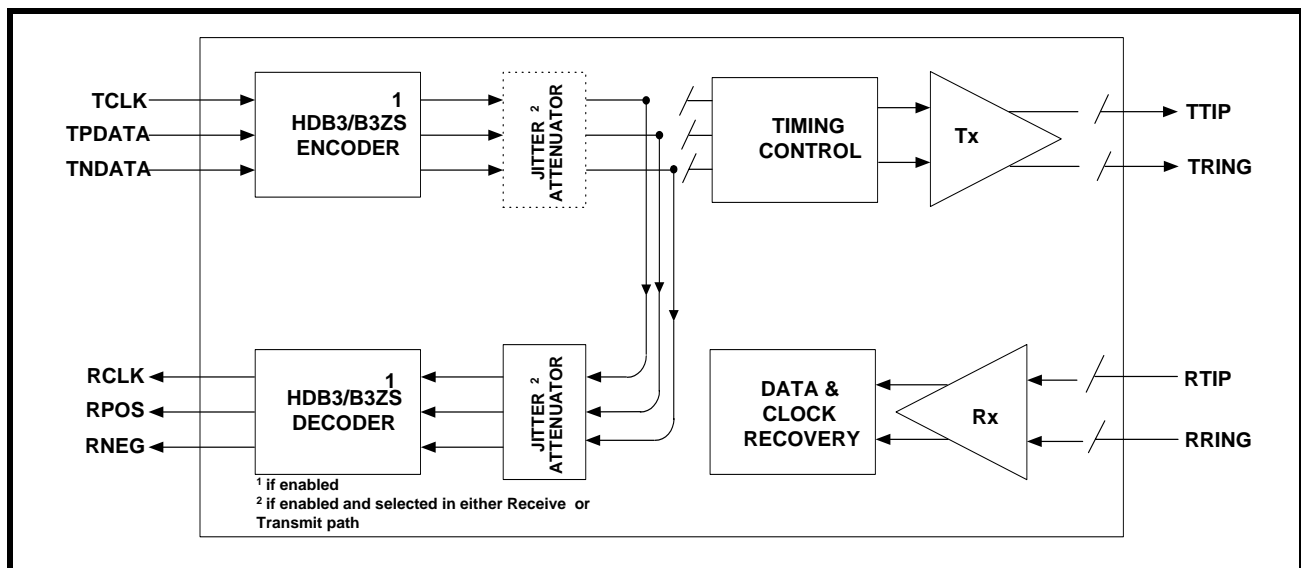 TCLK
TPDATA
TNDATA
1
HDB3/B3ZS
ENCODER
JITTER 2
ATTENUATOR
TIMING
CONTROL
Tx
TTIP
TRING
RCLK
RPOS
RNEG
1
HDB3/B3ZS
DECODER
JITTER 2
ATTENUATOR
DATA &
CLOCK
RECOVERY
Rx
RTIP
RRING
1 if enabled
2 if enabled and selected in either Receive or
Transmit path